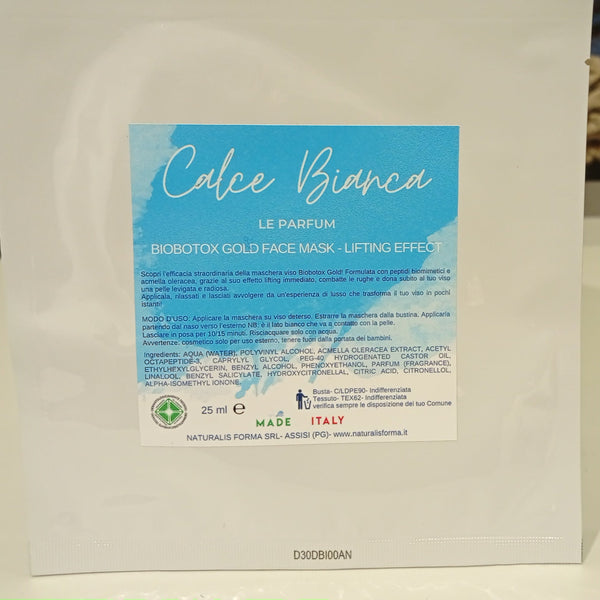 Calce Bianca
LE PARFUM
BIOBOTOX GOLD FACE MASK - LIFTING EFFECT
Scopri l'efficacia straordinaria della maschera viso Biobotox Gold! Formulata con peptidi biomimetici e
acmella oleracea, grazie al suo effetto lifting immediato, combatte le rughe e dona subito al tuo viso
una pelle levigata e radiosa.
Applicala, rilassati e lasciati avvolgere da un'esperienza di lusso che trasforma il tuo viso in pochi
istanti!
MODO D'USO: Applicare la maschera su viso deterso. Estrarre la maschera dalla bustina. Applicarla
partendo dal naso verso l'esterno NB: è il lato bianco che va a contatto con la pelle.
Lasciare in posa per 10/15 minuti. Risciacquare solo con acqua.
Avvertenze: cosmetico solo per uso esterno, tenere fuori dalla portata dei bambini.
Ingredients: AQUA (WATER), POLYVINYL ALCOHOL, ACMELLA OLERACEA EXTRACT, ACETYL
OCTAPEPTIDE-3, CAPRYLYL GLYCOL, PEG-40 HYDROGENATED CASTOR OIL,
ETHYLHEXYLGLYCERIN, BENZYL ALCOHOL, PHENOXYETHANOL, PARFUM (FRAGRANCE),
LINALOOL, BENZYL SALICYLATE, HYDROXYCITRONELLAL, CITRIC ACID, CITRONELLOL,
ALPHA-ISOMETHYL IONONE.
25 ml e
Busta- C/LDPE90- Indifferenziata
Tessuto- TEX62- Indifferenziata
verifica sempre le disposizione del tuo Comune
MADE ITALY
NATURALIS FORMA SRL- ASSISI (PG)- www.naturalisforma.it
D30DBI00AN